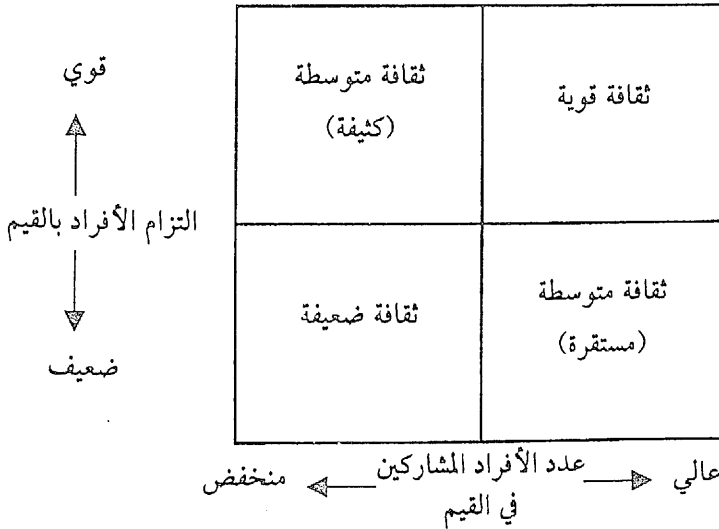 قوي
التزام الأفراد بالقيم
ضعيف
ثقافة قوية
ثقافة متوسطة
(كثيفة)
ثقافة متوسطة
(مستقرة)
ثقافة ضعيفة
عالي
عدد الأفراد المشاركين
في القيم
منخفض